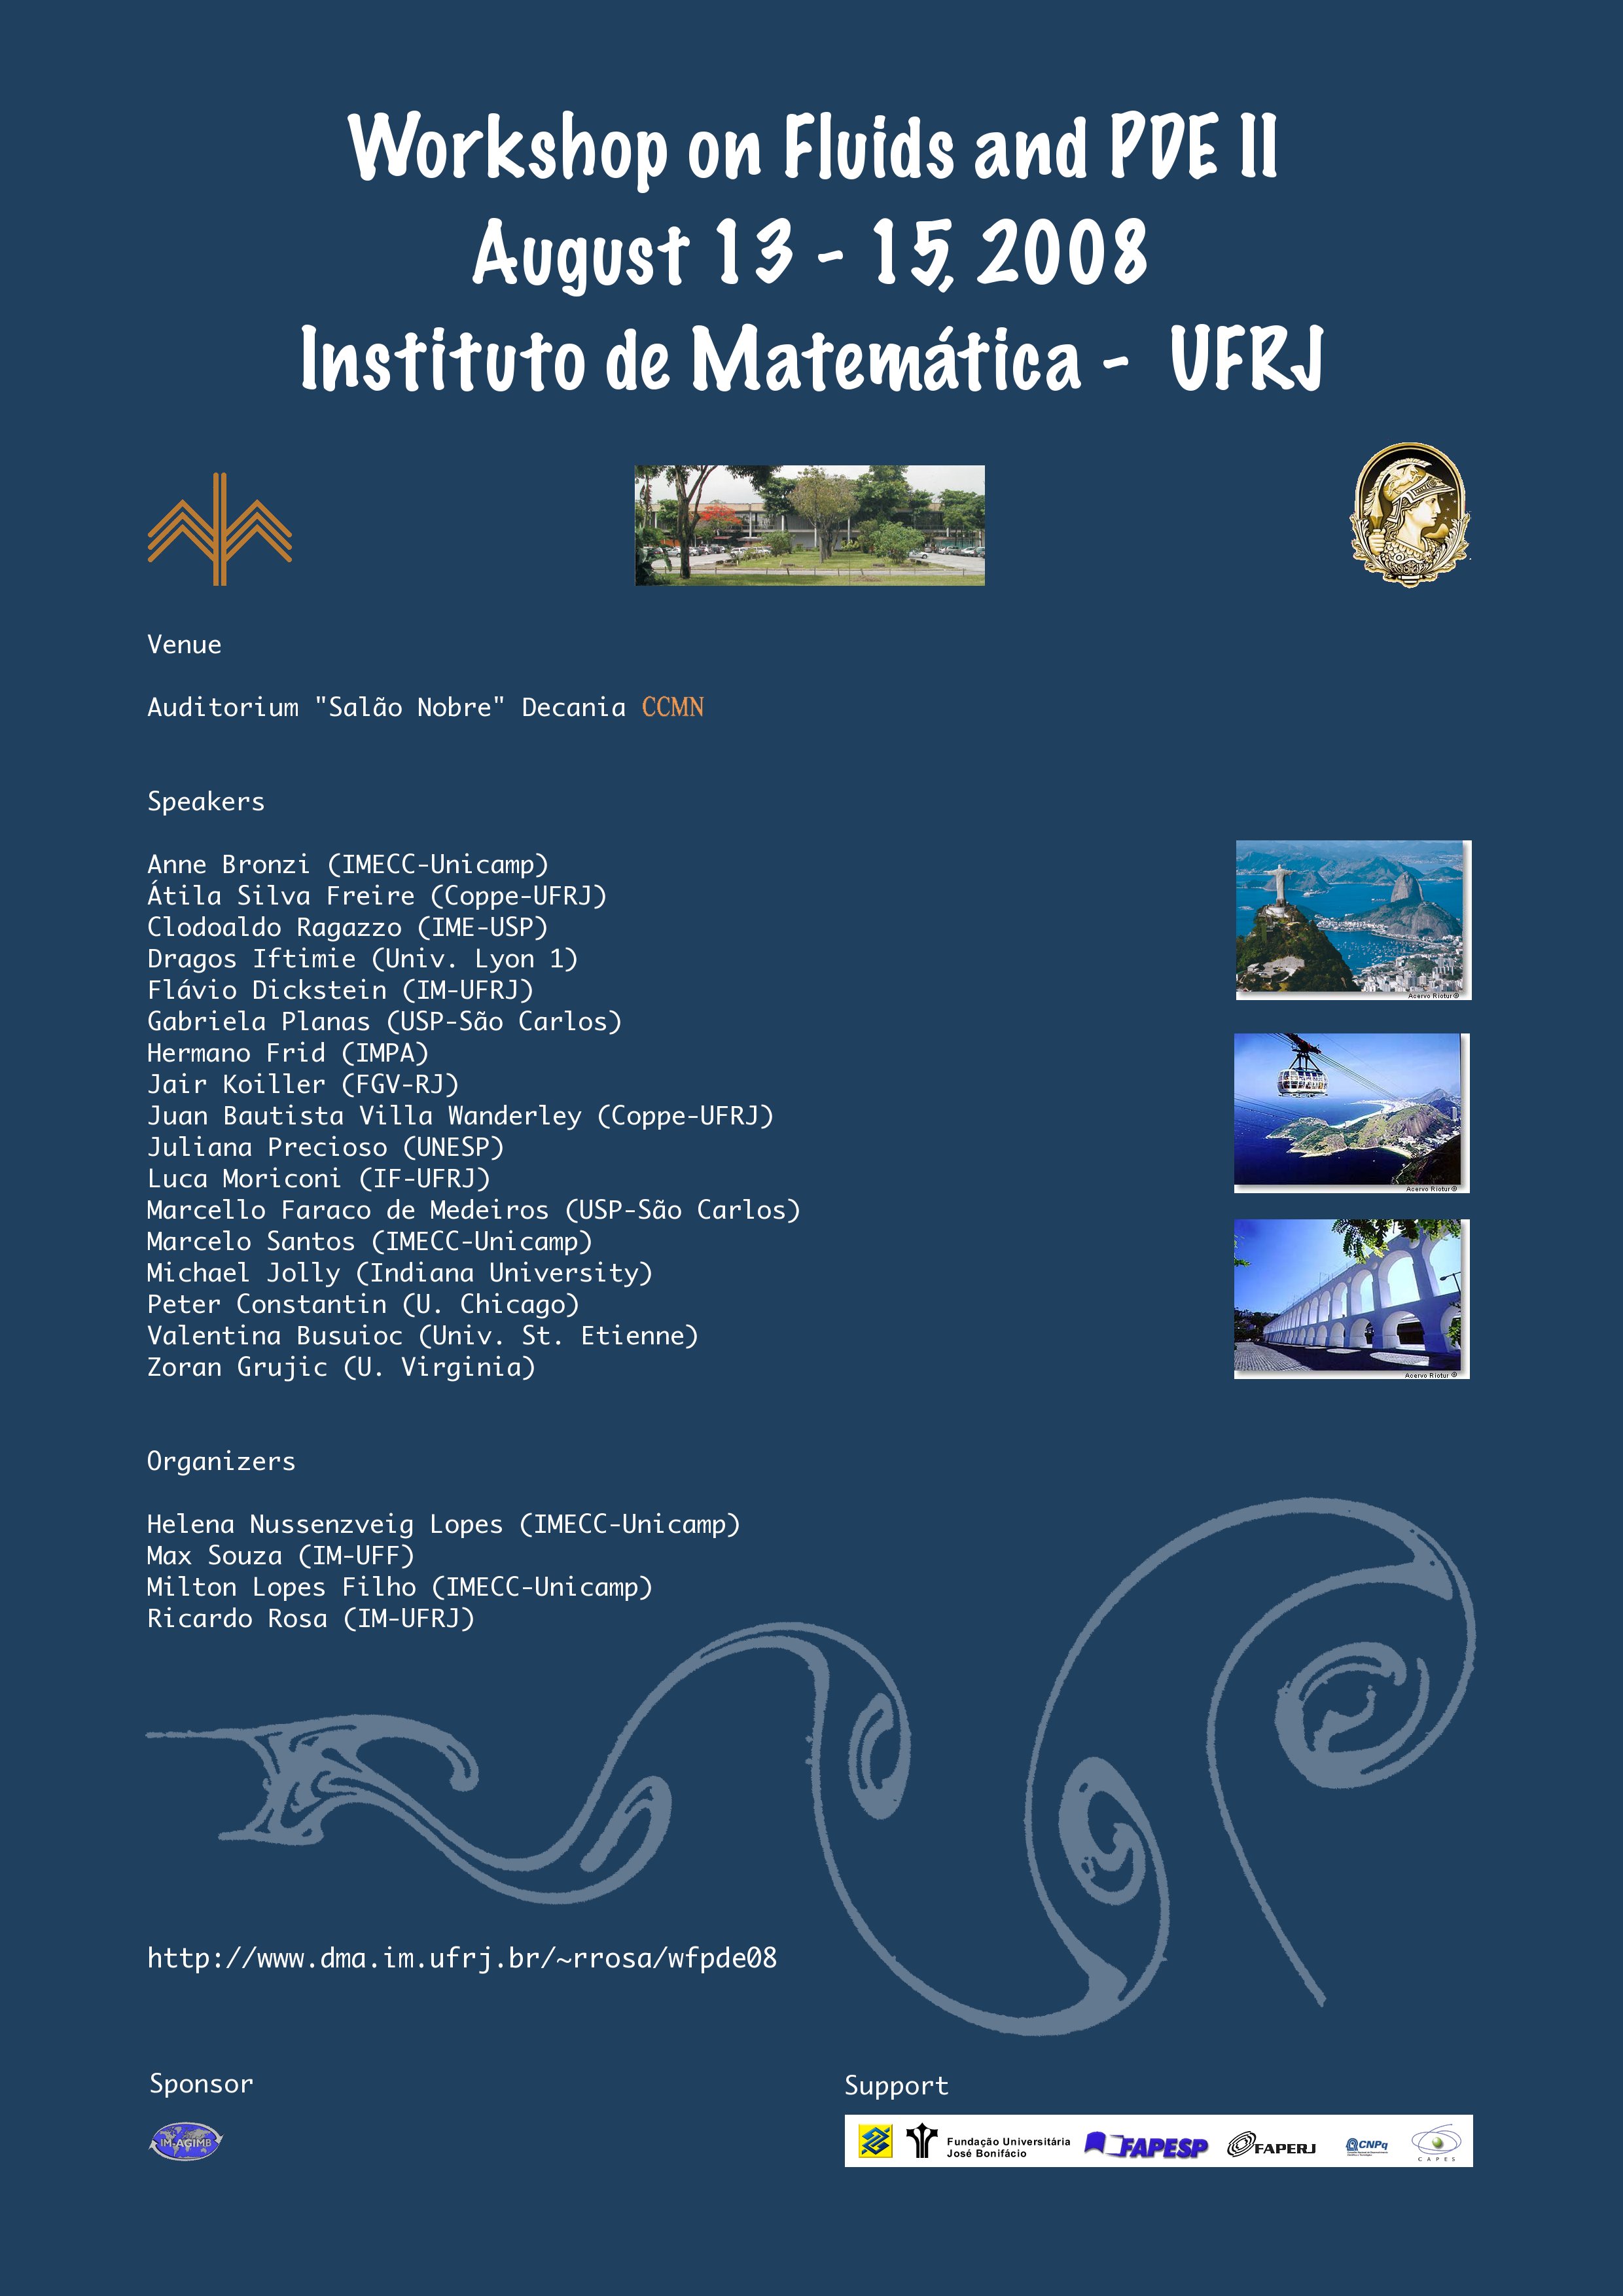 Workshop on Fluids and PDE II
August 13 - 15, 2008
Instituto de Matemática - UFRJ
Venue
Auditorium "Salão Nobre" Decania CCMN
Speakers
Anne Bronzi (IMECC-Unicamp)
Átila Silva Freire (Coppe-UFRJ)
Clodoaldo Ragazzo (IME-USP)
Dragos Iftimie (Univ. Lyon 1)
Flávio Dickstein (IM-UFRJ)
Gabriela Planas (USP-São Carlos)
Hermano Frid (IMPA)
Jair Koiller (FGV-RJ)
Juan Bautista Villa Wanderley (Coppe-UFRJ)
Juliana Precioso (UNESP)
Luca Moriconi (IF-UFRJ)
Marcello Faraco de Medeiros (USP-São Carlos)
Marcelo Santos (IMECC-Unicamp)
Michael Jolly (Indiana University)
Peter Constantin (U. Chicago)
Valentina Busuioc (Univ. St. Etienne)
Zoran Grujic (U. Virginia)
Acervo Riotur ®
Acervo Riotur ®
Acervo Riotur ®
Organizers
Helena Nussenzveig Lopes (IMECC-Unicamp)
Max Souza (IM-UFF)
Milton Lopes Filho (IMECC-Unicamp)
Ricardo Rosa (IM-UFRJ)
http://www.dma.im.ufrj.br/~rrosa/wfpde08
Sponsor
IM-AGIMB
Support
Fundação Universitária
José Bonifácio
FAPESP
FAPERJ
CNPq
CAPES